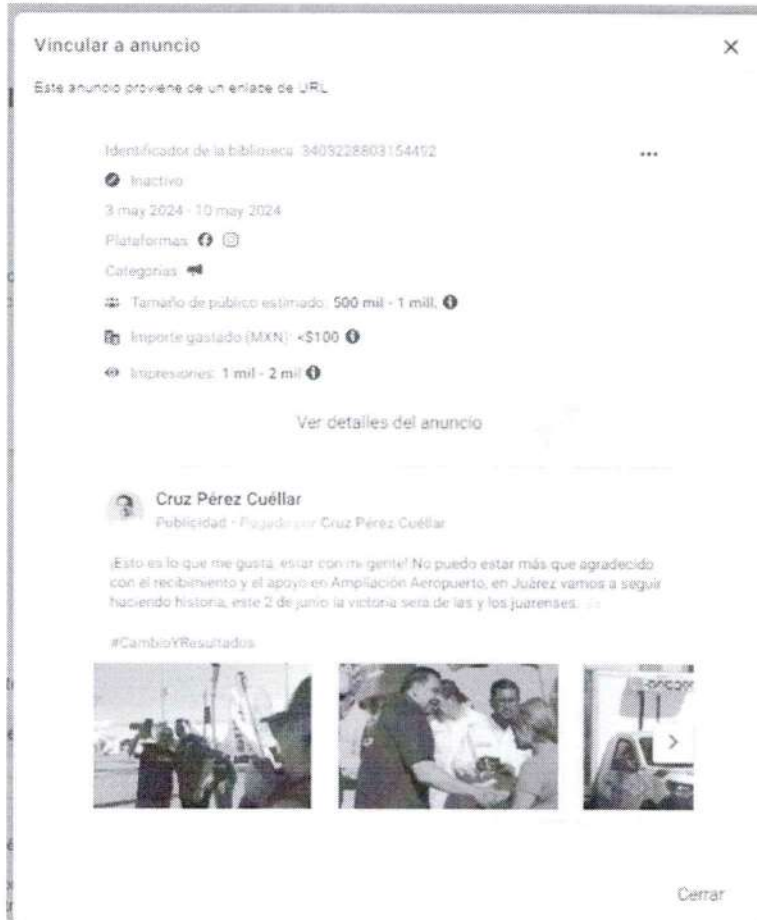 Vincular a anuncio
Este anuncio proviene de un enlace de URL
Identificador de la biblioteca: 3403228803154492
Inactivo
3 may 2024 - 10 may 2024
Plataformas
Categorías
Tamaño de público estimado: 500 mil - 1 mill.
Importe gastado (MXN): <$100
Impresiones: 1 mil - 2 mil
Ver detalles del anuncio
Cruz Pérez Cuéllar
Publicidad • Pagado por Cruz Pérez Cuéllar
¡Esto es lo que me gusta, estar con mi gente! No puedo estar más que agradecido
con el recibimiento y el apoyo en Ampliación Aeropuerto, en Juárez vamos a seguir
haciendo historia, este 2 de junio la victoria será de las y los juarenses.
#CambioYResultados
Cerrar